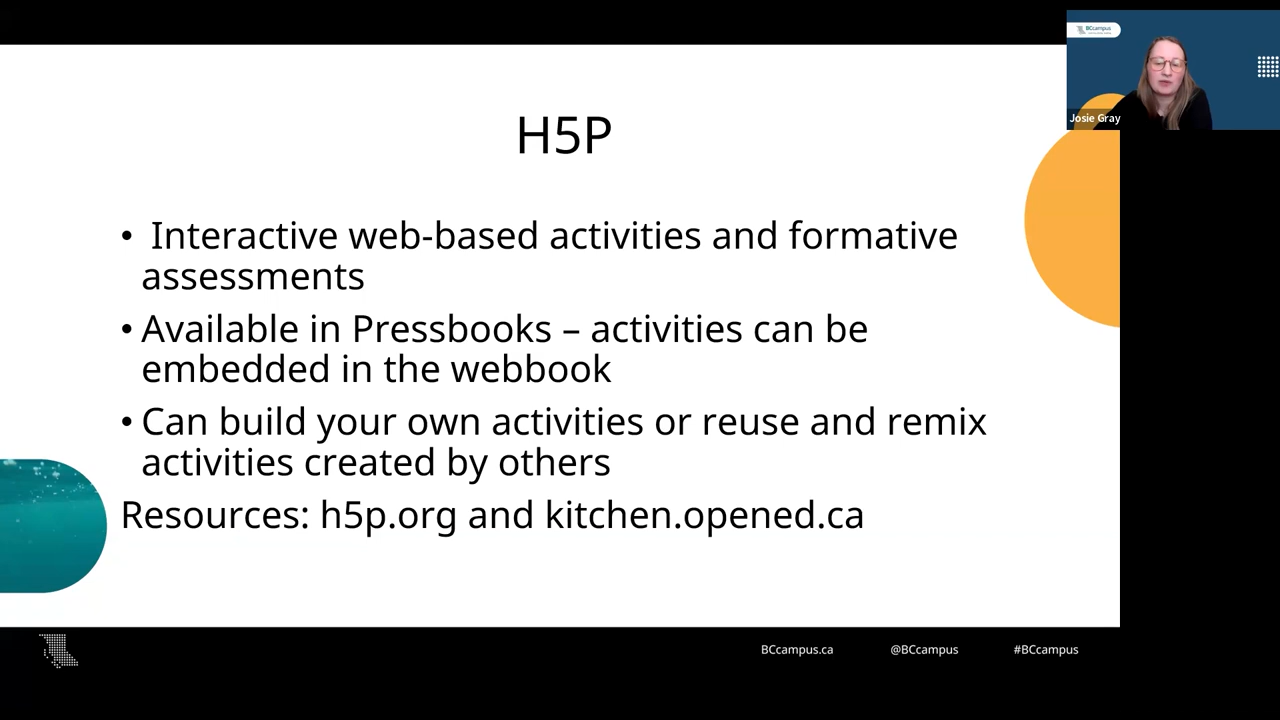 H5P
• Interactive web-based activities and formative
assessments
• Available in Pressbooks – activities can be
embedded in the webbook
• Can build your own activities or reuse and remix
activities created by others
Resources: h5p.org and kitchen.opened.ca
BCcampus.ca
@BCcampus
#BCcampus
BCcampus
Josie Gray